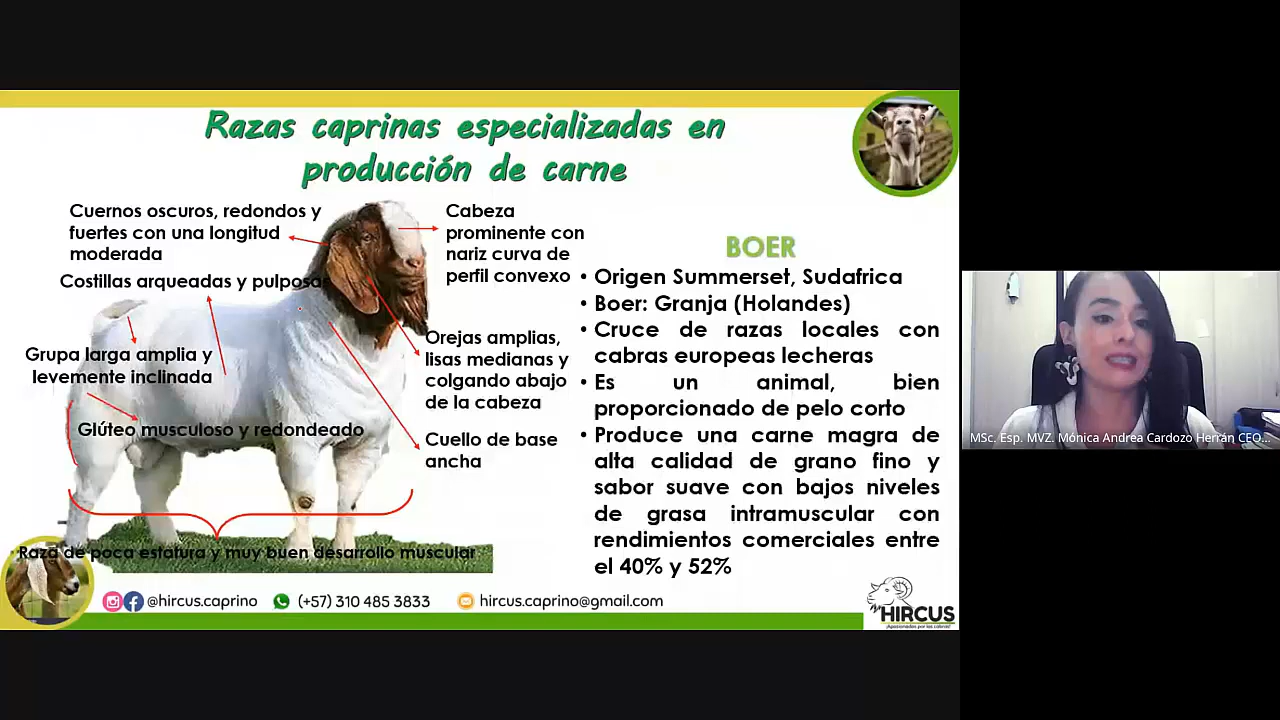 Razas caprinas especializadas en
producción de carne
Cuernos oscuros, redondos y
fuertes con una longitud
moderada
Costillas arqueadas y pulposas
Grupa larga amplia y
levemente inclinada
Glúteo musculoso y redondeado
Raza de poca estatura y muy buen desarrollo muscular
Cabeza
prominente con
nariz curva de
perfil convexo
Orejas amplias,
lisas medianas y
colgando abajo
de la cabeza
Cuello de base
ancha
BOER
• Origen Summerset, Sudafrica
• Boer: Granja (Holandes)
• Cruce de razas locales con
cabras europeas lecheras
• Es un animal, bien
proporcionado de pelo corto
• Produce una carne magra de
alta calidad de grano fino y
sabor suave con bajos niveles
de grasa intramuscular con
rendimientos comerciales entre
el 40% y 52%
@hircus.caprino (+57) 310 485 3833 hircus.caprino@gmail.com
HIRCUS
¡Apasionados por las cabras!
MSc. Esp. MVZ. Mónica Andrea Cardozo Herrán CEO...